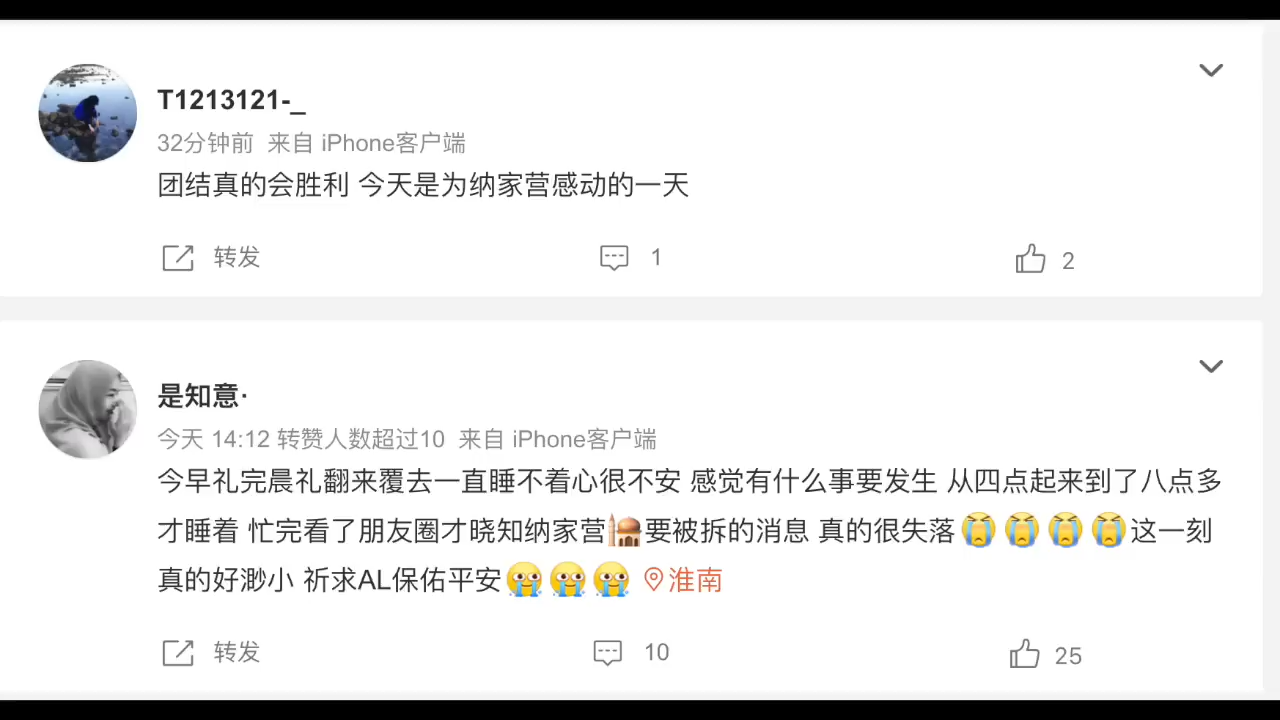 T1213121-_
32分钟前 来自 iPhone客户端
团结真的会胜利 今天是为纳家营感动的一天
转发 1 2
是知意·
今天 14:12 转赞人数超过10 来自 iPhone客户端
今早礼完晨礼翻来覆去一直睡不着心很不安 感觉有什么事要发生 从四点起来到了八点多
才睡着 忙完看了朋友圈才晓知纳家营🕌要被拆的消息 真的很失落😭😭😭😭这一刻
真的好渺小 祈求AL保佑平安😭😭😭 淮南
转发 10 25